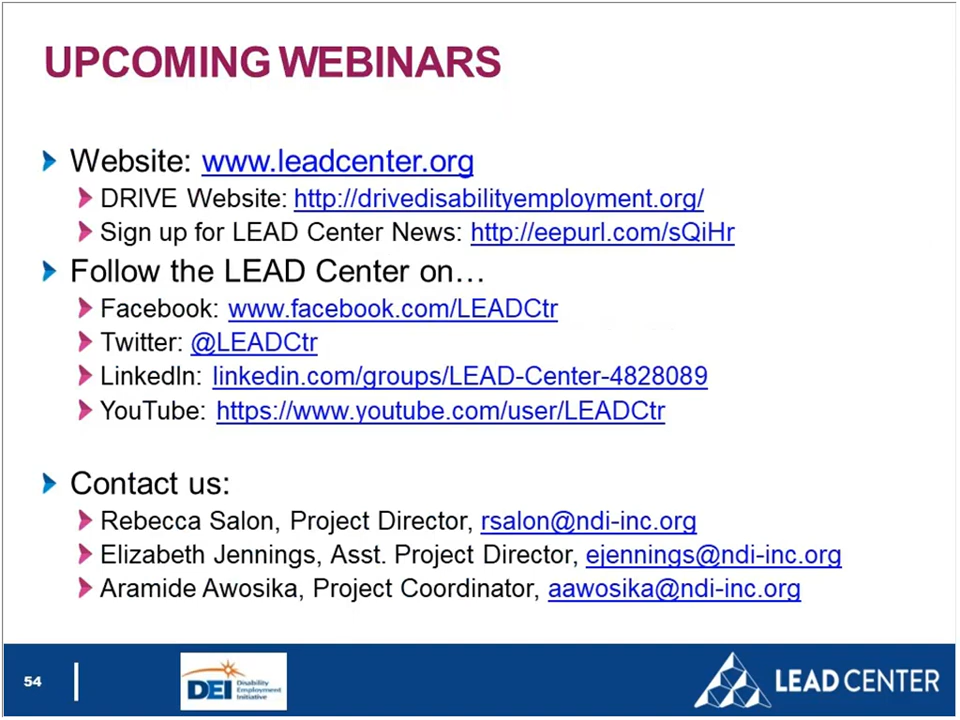 UPCOMING WEBINARS
Website: www.leadcenter.org
DRIVE Website: http://drivedisabilityemployment.org/
Sign up for LEAD Center News: http://eepurl.com/sQiHr
Follow the LEAD Center on…
Facebook: www.facebook.com/LEADCtr
Twitter: @LEADCtr
LinkedIn: linkedin.com/groups/LEAD-Center-4828089
YouTube: https://www.youtube.com/user/LEADCtr
Contact us:
Rebecca Salon, Project Director, rsalon@ndi-inc.org
Elizabeth Jennings, Asst. Project Director, ejennings@ndi-inc.org
Aramide Awosika, Project Coordinator, aawosika@ndi-inc.org
54
DEI Disability
Employment
Initiative
LEAD CENTER